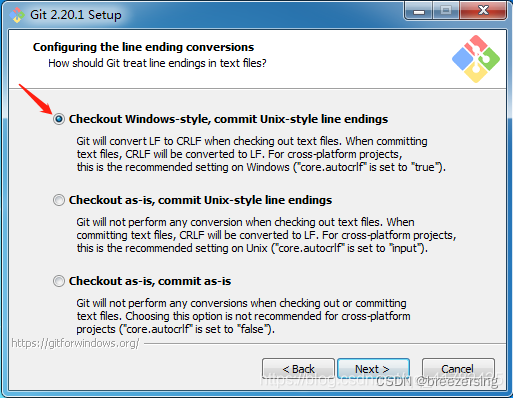 Git 2.20.1 Setup
Configuring the line ending conversions
How should Git treat line endings in text files?
Checkout Windows-style, commit Unix-style line endings
Git will convert LF to CRLF when checking out text files. When committing
text files, CRLF will be converted to LF. For cross-platform projects,
this is the recommended setting on Windows ("core.autocrlf" is set to "true").
Checkout as-is, commit Unix-style line endings
Git will not perform any conversion when checking out text files. When
committing text files, CRLF will be converted to LF. For cross-platform projects,
this is the recommended setting on Unix ("core.autocrlf" is set to "input").
Checkout as-is, commit as-is
Git will not perform any conversions when checking out or committing
text files. Choosing this option is not recommended for cross-platform
projects ("core.autocrlf" is set to "false").
https://gitforwindows.org/
< Back
Next >
Cancel
CSDN @breezersing